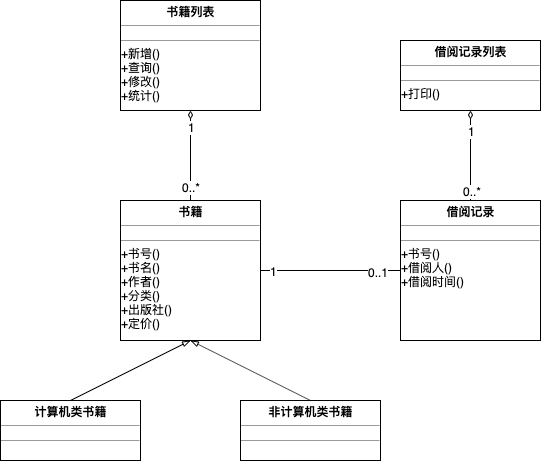 书籍列表
+新增()
+查询()
+修改()
+统计()
借阅记录列表
+打印()
1
1
0..*
0..*
书籍
+书号()
+书名()
+作者()
+分类()
+出版社()
+定价()
1
0..1
借阅记录
+书号()
+借阅人()
+借阅时间()
计算机类书籍
非计算机类书籍